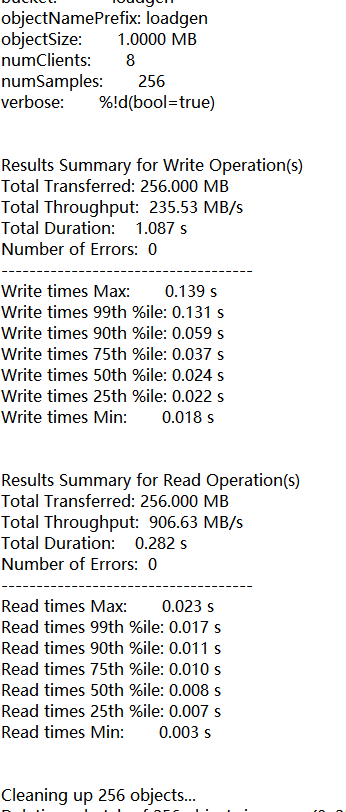 objectNamePrefix: loadgen
objectSize: 1.0000 MB
numClients: 8
numSamples: 256
verbose: %!d(bool=true)
Results Summary for Write Operation(s)
Total Transferred: 256.000 MB
Total Throughput: 235.53 MB/s
Total Duration: 1.087 s
Number of Errors: 0
------------------------------------
Write times Max: 0.139 s
Write times 99th %ile: 0.131 s
Write times 90th %ile: 0.059 s
Write times 75th %ile: 0.037 s
Write times 50th %ile: 0.024 s
Write times 25th %ile: 0.022 s
Write times Min: 0.018 s
Results Summary for Read Operation(s)
Total Transferred: 256.000 MB
Total Throughput: 906.63 MB/s
Total Duration: 0.282 s
Number of Errors: 0
------------------------------------
Read times Max: 0.023 s
Read times 99th %ile: 0.017 s
Read times 90th %ile: 0.011 s
Read times 75th %ile: 0.010 s
Read times 50th %ile: 0.008 s
Read times 25th %ile: 0.007 s
Read times Min: 0.003 s
Cleaning up 256 objects...